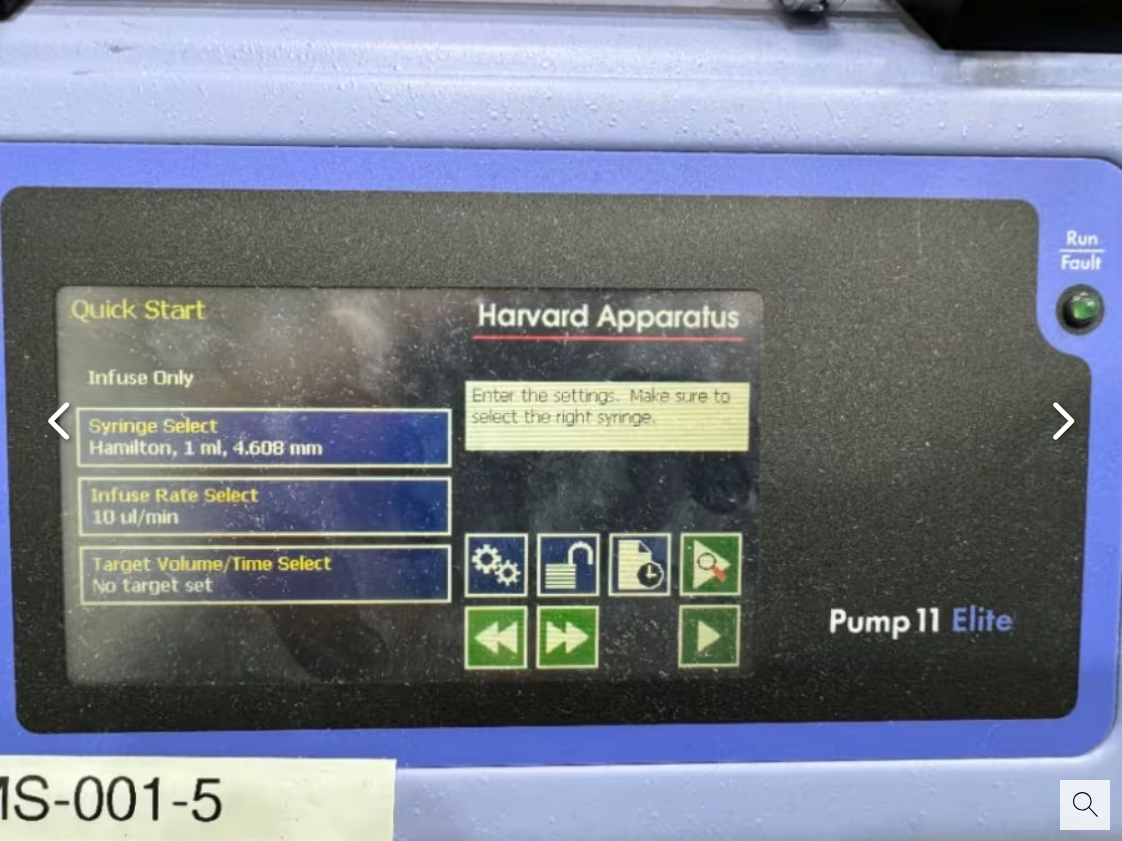 Run
Fault
Quick Start
Harvard Apparatus
Infuse Only
Enter the settings. Make sure to
select the right syringe.
Syringe Select
Hamilton, 1 ml, 4.608 mm
Infuse Rate Select
10 ul/min
Target Volume/Time Select
No target set
Pump 11 Elite
MS-001-5